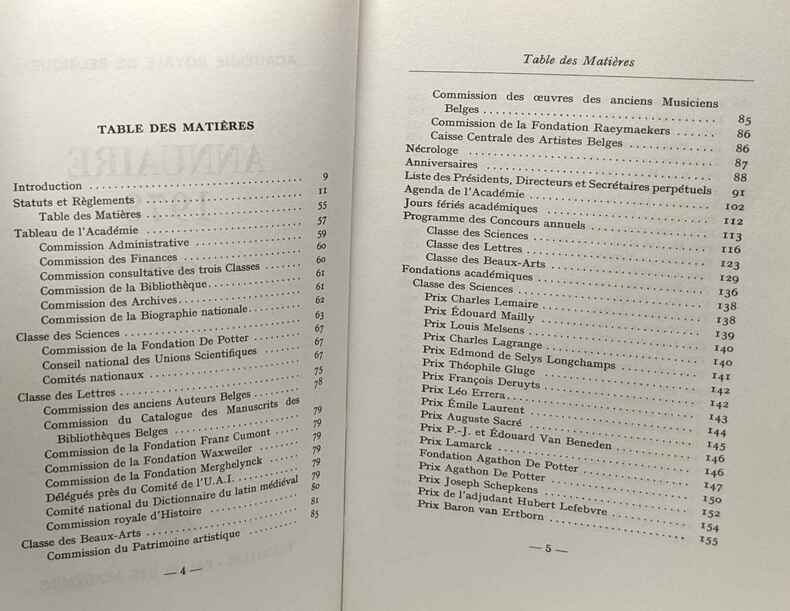 TABLE DES MATIÈRES
Introduction 9
Statuts et Règlements 11
Table des Matières 55
Tableau de l'Académie 57
Commission Administrative 59
Commission des Finances 60
Commission consultative des trois Classes 60
Commission de la Bibliothèque 61
Commission des Archives 61
Commission de la Biographie nationale 62
Classe des Sciences 63
Commission de la Fondation De Potter 67
Conseil national des Unions Scientifiques 67
Comités nationaux 67
Classe des Lettres 75
Commission des anciens Auteurs Belges 78
Commission du Catalogue des Manuscrits des
Bibliothèques Belges 79
Commission de la Fondation Franz Cumont 79
Commission de la Fondation Waxweiler 79
Commission de la Fondation Merghelynck 79
Délégués près du Comité de l'U.A.I. 79
Comité national du Dictionnaire du latin médiéval 79
Commission royale d'Histoire 80
Classe des Beaux-Arts 81
Commission du Patrimoine artistique 85
— 4 —
Table des Matières
Commission des œuvres des anciens Musiciens
Belges 85
Commission de la Fondation Raeymaekers 86
Caisse Centrale des Artistes Belges 86
Nécrologe 87
Anniversaires 88
Liste des Présidents, Directeurs et Secrétaires perpétuels 91
Agenda de l'Académie 102
Jours fériés académiques 112
Programme des Concours annuels 113
Classe des Sciences 116
Classe des Lettres 123
Classe des Beaux-Arts 129
Fondations académiques 136
Classe des Sciences 138
Prix Charles Lemaire 138
Prix Édouard Mailly 139
Prix Louis Melsens 140
Prix Charles Lagrange 140
Prix Edmond de Selys Longchamps 141
Prix Théophile Gluge 142
Prix François Deruyts 142
Prix Léo Errera 143
Prix Émile Laurent 144
Prix Auguste Sacré 145
Prix P.-J. et Édouard Van Beneden 146
Prix Lamarck 146
Fondation Agathon De Potter 147
Prix Agathon De Potter 150
Prix Joseph Schepkens 152
Prix de l'adjudant Hubert Lefebvre 154
Prix Baron van Ertborn 155
— 5 —